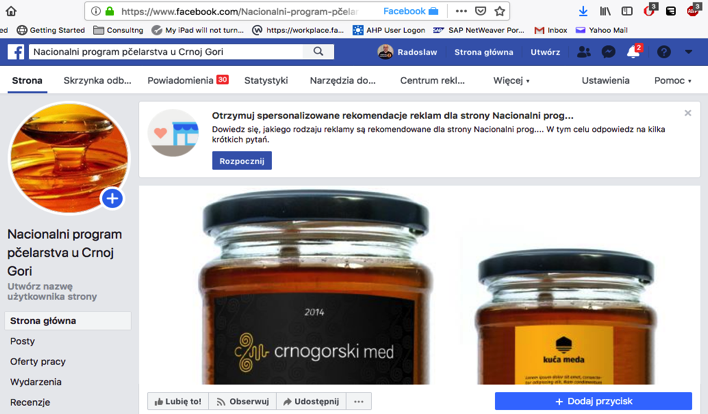 https://www.facebook.com/Nacionalni-program-pčela
Facebook
Getting Started
Consultng
My iPad will not turn...
https://workplace.fa...
AHP User Logon
SAP NetWeaver Por...
Inbox
Yahoo Mail
3
3
Nacionalni program pčelarstva u Crnoj Gori
Radoslaw
Strona główna
Utwórz
2
Strona
Skrzynka odb...
Powiadomienia 30
Statystyki
Narzędzia do...
Centrum rekl...
Więcej
Ustawienia
Pomoc
Otrzymuj spersonalizowane rekomendacje reklam dla strony Nacionalni prog...
Dowiedz się, jakiego rodzaju reklamy są rekomendowane dla strony Nacionalni prog.... W tym celu odpowiedz na kilka
krótkich pytań.
Rozpocznij
Nacionalni program
pčelarstva u Crnoj
Gori
Utwórz nazwę
użytkownika strony
Strona główna
Posty
Oferty pracy
Wydarzenia
Recenzje
2014
crnogorski med
kuća meda
Lubię to!
Obserwuj
Udostępnij
+ Dodaj przycisk